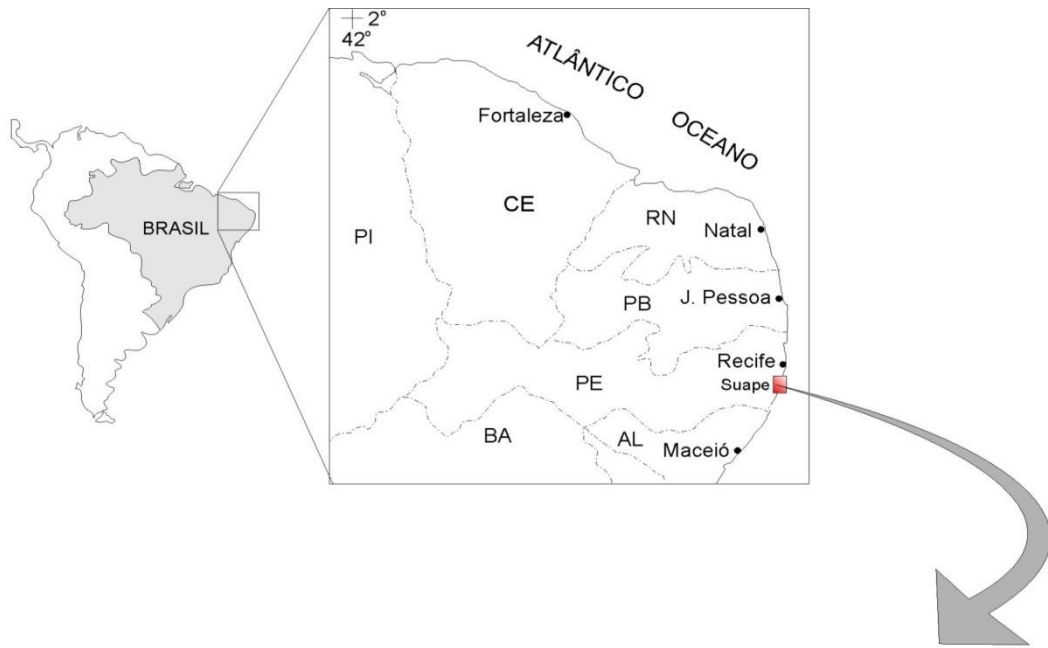 2°
42°
ATLÂNTICO
OCEANO
Fortaleza
BRASIL
CE
PI
RN
Natal
PB
J. Pessoa
Recife
Suape
PE
BA
AL
Maceió